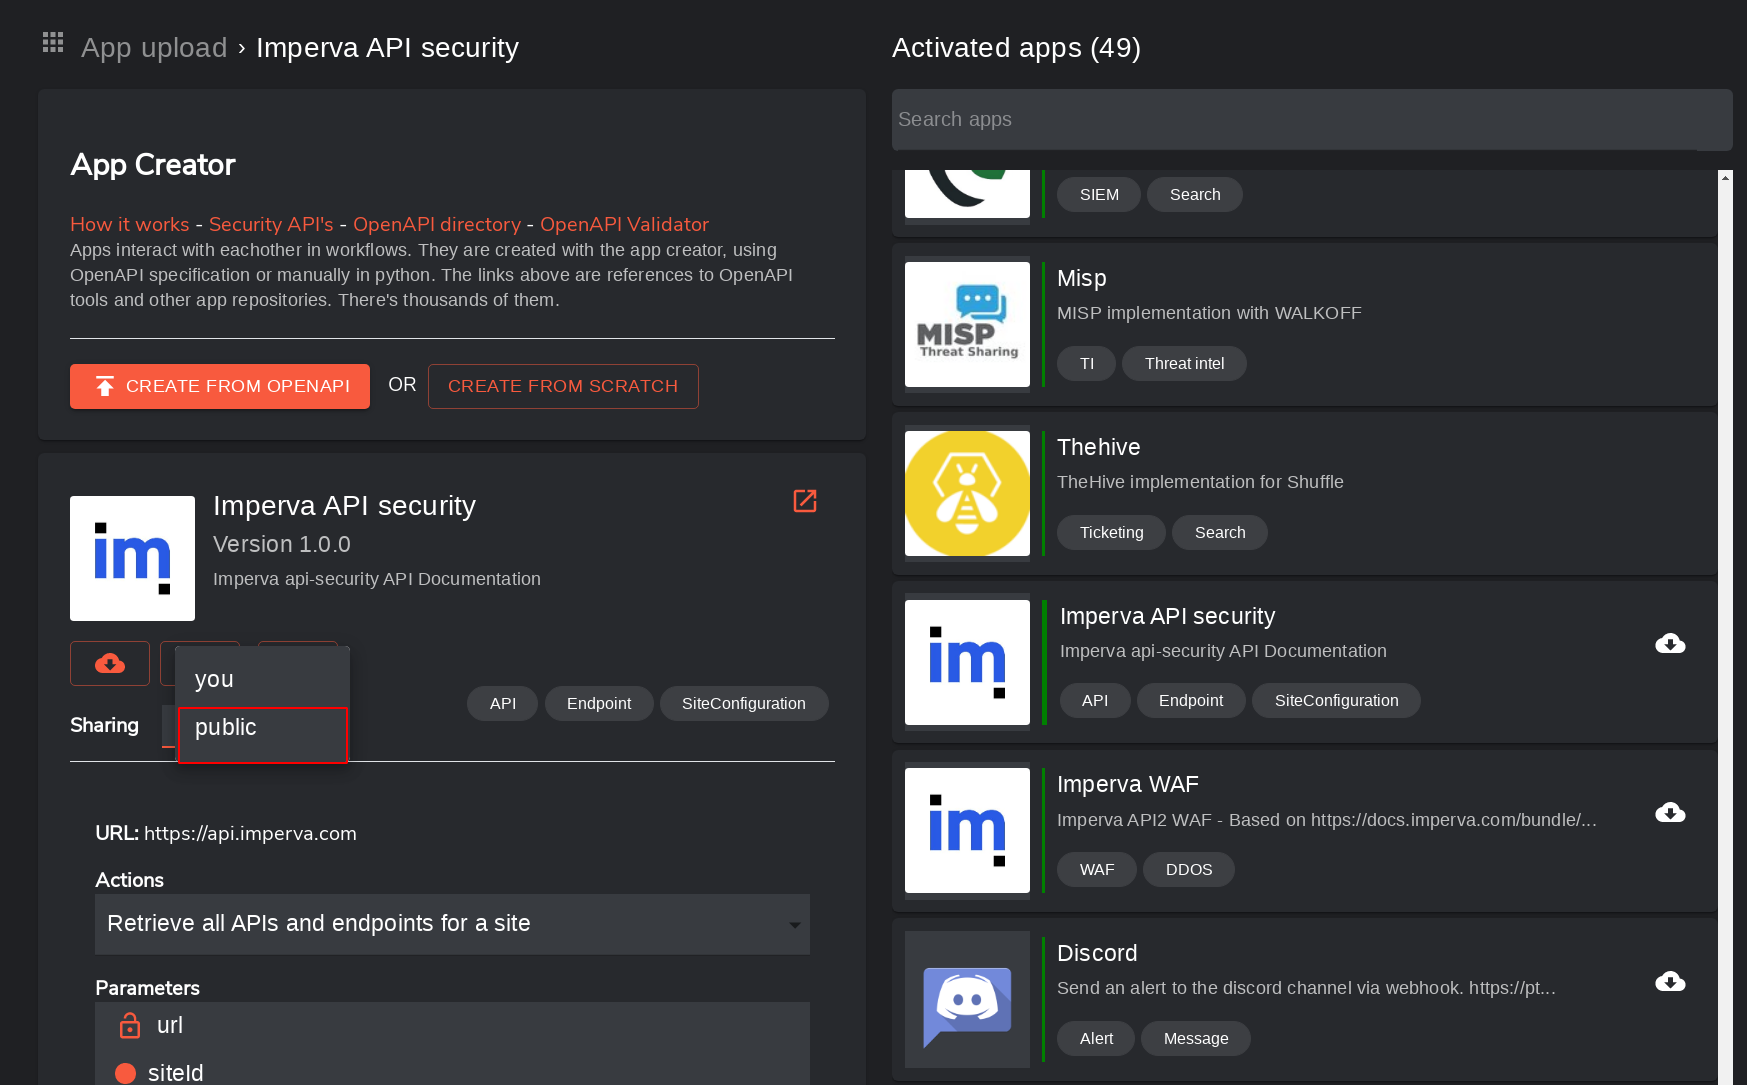 App upload › Imperva API security
App Creator
How it works - Security API's - OpenAPI directory - OpenAPI Validator
Apps interact with eachother in workflows. They are created with the app creator, using
OpenAPI specification or manually in python. The links above are references to OpenAPI
tools and other app repositories. There's thousands of them.
CREATE FROM OPENAPI OR CREATE FROM SCRATCH
im
Imperva API security
Version 1.0.0
Imperva api-security API Documentation
you
public
Sharing
API Endpoint SiteConfiguration
URL: https://api.imperva.com
Actions
Retrieve all APIs and endpoints for a site
Parameters
url
siteId
Activated apps (49)
Search apps
SIEM Search
MISP
Threat Sharing
Misp
MISP implementation with WALKOFF
TI Threat intel
Thehive
TheHive implementation for Shuffle
Ticketing Search
im
Imperva API security
Imperva api-security API Documentation
API Endpoint SiteConfiguration
im
Imperva WAF
Imperva API2 WAF - Based on https://docs.imperva.com/bundle/...
WAF DDOS
Discord
Send an alert to the discord channel via webhook. https://pt...
Alert Message